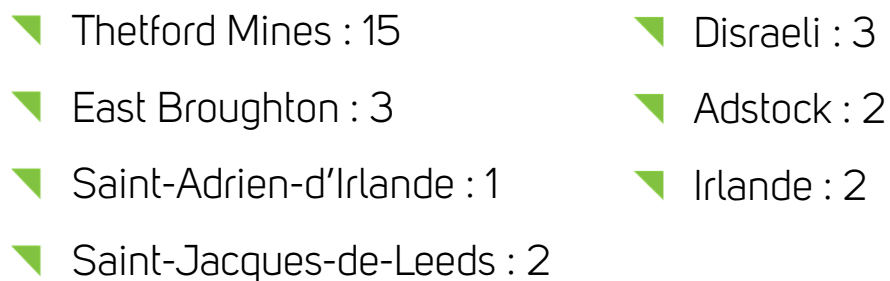 Thetford Mines : 15
East Broughton : 3
Saint-Adrien-d'Irlande : 1
Saint-Jacques-de-Leeds : 2
Disraeli : 3
Adstock : 2
Irlande : 2